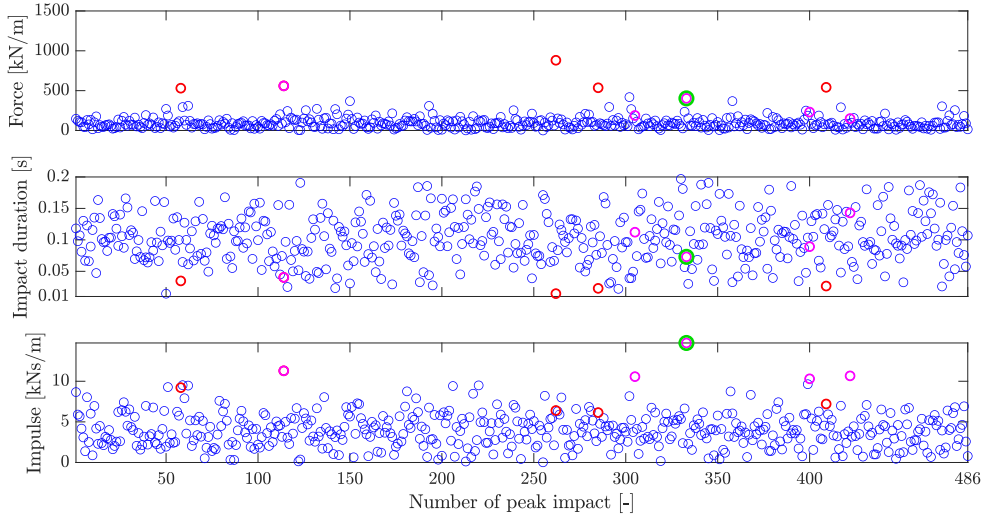 1500
1000
500
0
Force [kN/m]
0.2
0.15
0.1
0.05
0.01
Impact duration [s]
10
5
0
Impulse [kNs/m]
50 100 150 200 250 300 350 400 486
Number of peak impact [-]